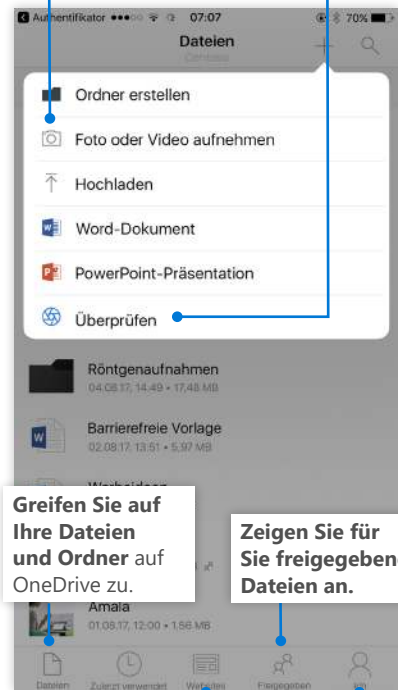 Authentifikator 07:07 70%
Dateien
Ordner erstellen
Foto oder Video aufnehmen
Hochladen
Word-Dokument
PowerPoint-Präsentation
Überprüfen
Röntgenaufnahmen
04.08.17, 14:49 • 17,48 MB
Barrierefreie Vorlage
02.08.17, 13:51 • 5,97 MB
Greifen Sie auf
Ihre Dateien
und Ordner auf
OneDrive zu.
Zeigen Sie für
Sie freigegebene
Dateien an.
Amala
01.08.17, 12:00 • 1,56 MB
Dateien Zuletzt verwendet Websites Freigegeben Ich